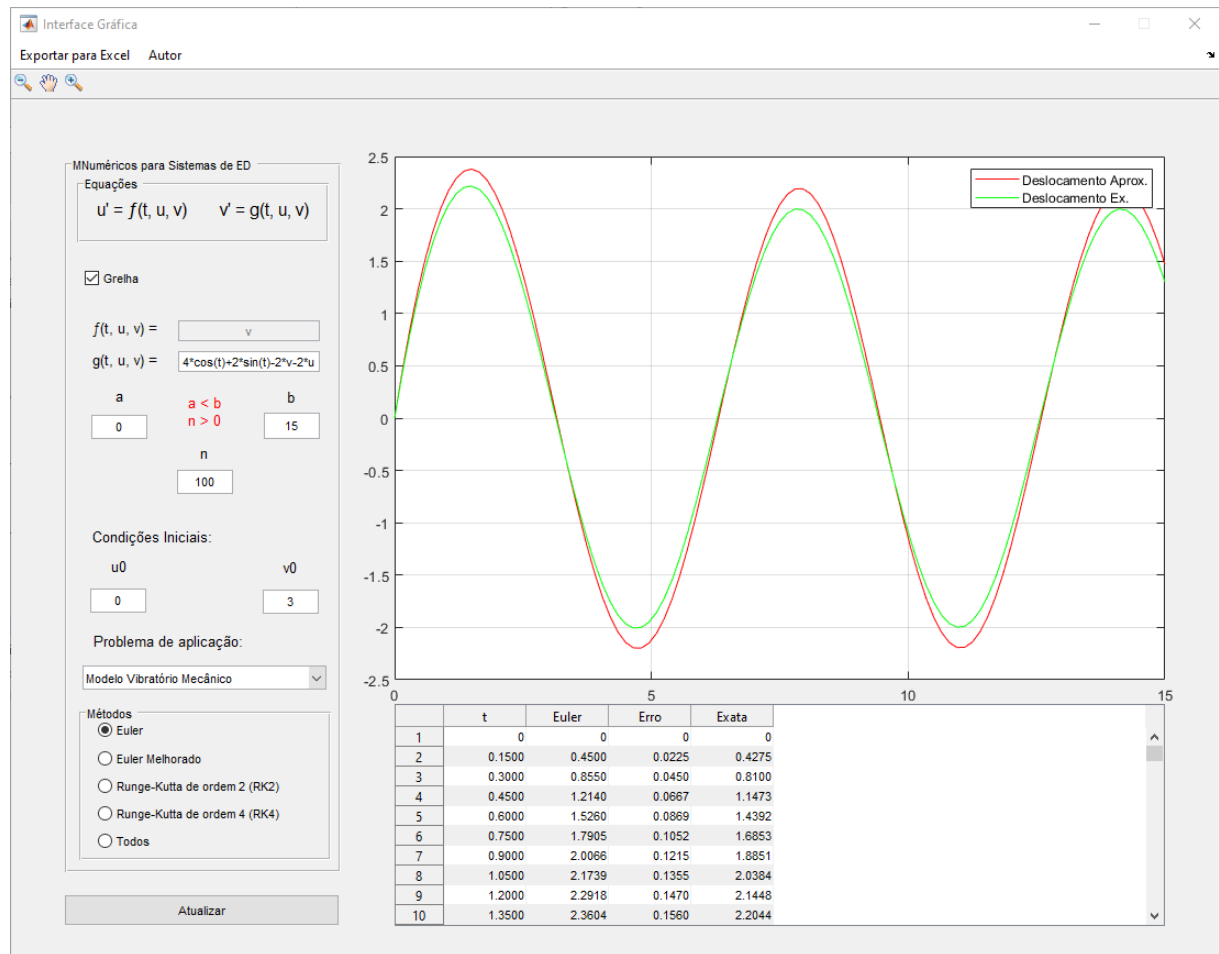 Interface Gráfica
Exportar para Excel Autor
MNuméricos para Sistemas de ED
Equações
u' = ƒ(t, u, v) v' = g(t, u, v)
Grelha
ƒ(t, u, v) = v
g(t, u, v) = 4*cos(t)+2*sin(t)-2*v-2*u
a a < b b
0 n > 0 15
n
100
Condições Iniciais:
u0 v0
0 3
Problema de aplicação:
Modelo Vibratório Mecânico
Métodos
Euler
Euler Melhorado
Runge-Kutta de ordem 2 (RK2)
Runge-Kutta de ordem 4 (RK4)
Todos
Atualizar
2.5
2
1.5
1
0.5
0
-0.5
-1
-1.5
-2
-2.5
0 5 10 15
Deslocamento Aprox.
Deslocamento Ex.
t Euler Erro Exata
1 0 0 0 0
2 0.1500 0.4500 0.0225 0.4275
3 0.3000 0.8550 0.0450 0.8100
4 0.4500 1.2140 0.0667 1.1473
5 0.6000 1.5260 0.0869 1.4392
6 0.7500 1.7905 0.1052 1.6853
7 0.9000 2.0066 0.1215 1.8851
8 1.0500 2.1739 0.1355 2.0384
9 1.2000 2.2918 0.1470 2.1448
10 1.3500 2.3604 0.1560 2.2044